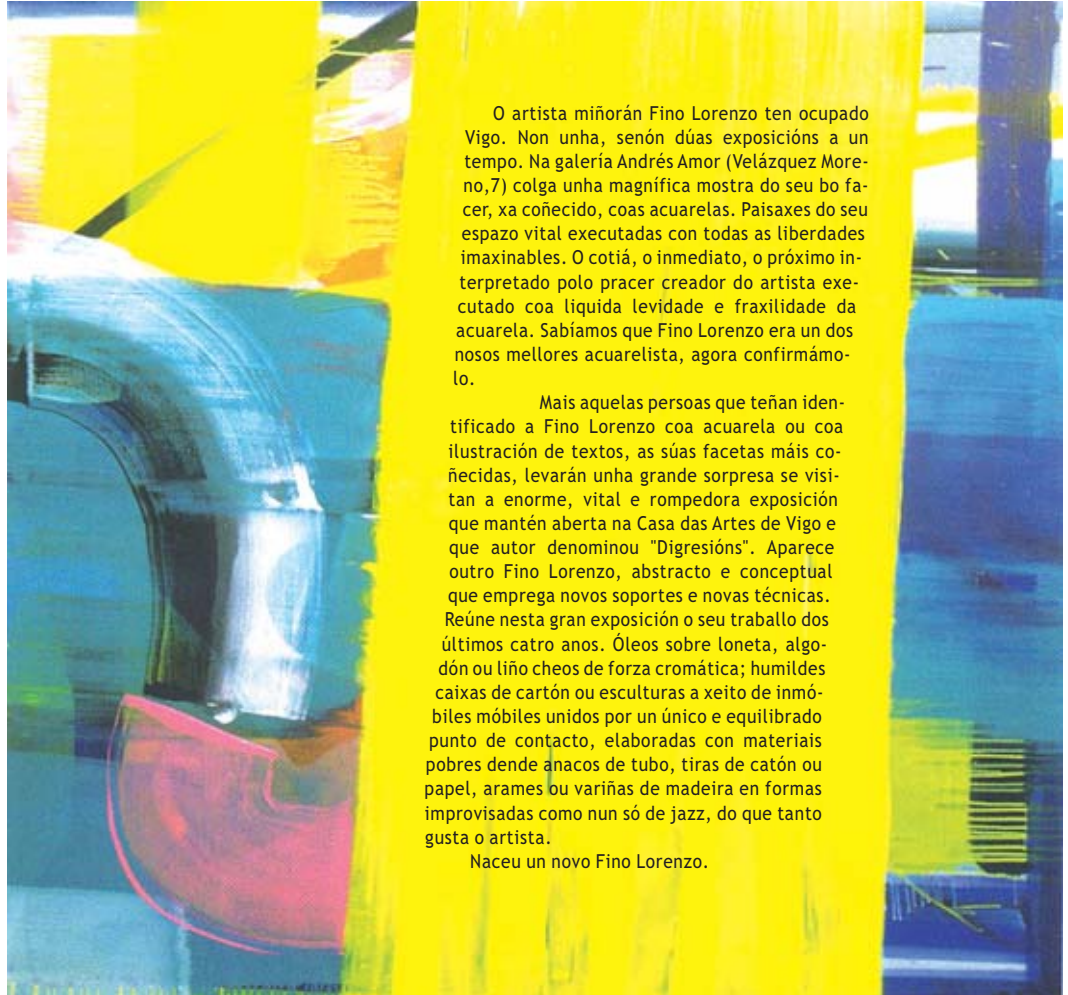 O artista miñorán Fino Lorenzo ten ocupado
Vigo. Non unha, senón dúas exposicións a un
tempo. Na galería Andrés Amor (Velázquez More-
no,7) colga unha magnífica mostra do seu bo fa-
cer, xa coñecido, coas acuarelas. Paisaxes do seu
espazo vital executadas con todas as liberdades
imaxinables. O cotiá, o inmediato, o próximo in-
terpretado polo pracer creador do artista exe-
cutado coa liquida levidade e fraxilidade da
acuarela. Sabíamos que Fino Lorenzo era un dos
nosos mellores acuarelista, agora confirmámo-
lo.
Mais aquelas persoas que teñan iden-
tificado a Fino Lorenzo coa acuarela ou coa
ilustración de textos, as súas facetas máis co-
ñecidas, levarán unha grande sorpresa se visi-
tan a enorme, vital e rompedora exposición
que mantén aberta na Casa das Artes de Vigo e
que autor denominou "Digresións". Aparece
outro Fino Lorenzo, abstracto e conceptual
que emprega novos soportes e novas técnicas.
Reúne nesta gran exposición o seu traballo dos
últimos catro anos. Óleos sobre loneta, algo-
dón ou liño cheos de forza cromática; humildes
caixas de cartón ou esculturas a xeito de inmó-
biles móbiles unidos por un único e equilibrado
punto de contacto, elaboradas con materiais
pobres dende anacos de tubo, tiras de catón ou
papel, arames ou variñas de madeira en formas
improvisadas como nun só de jazz, do que tanto
gusta o artista.
Naceu un novo Fino Lorenzo.